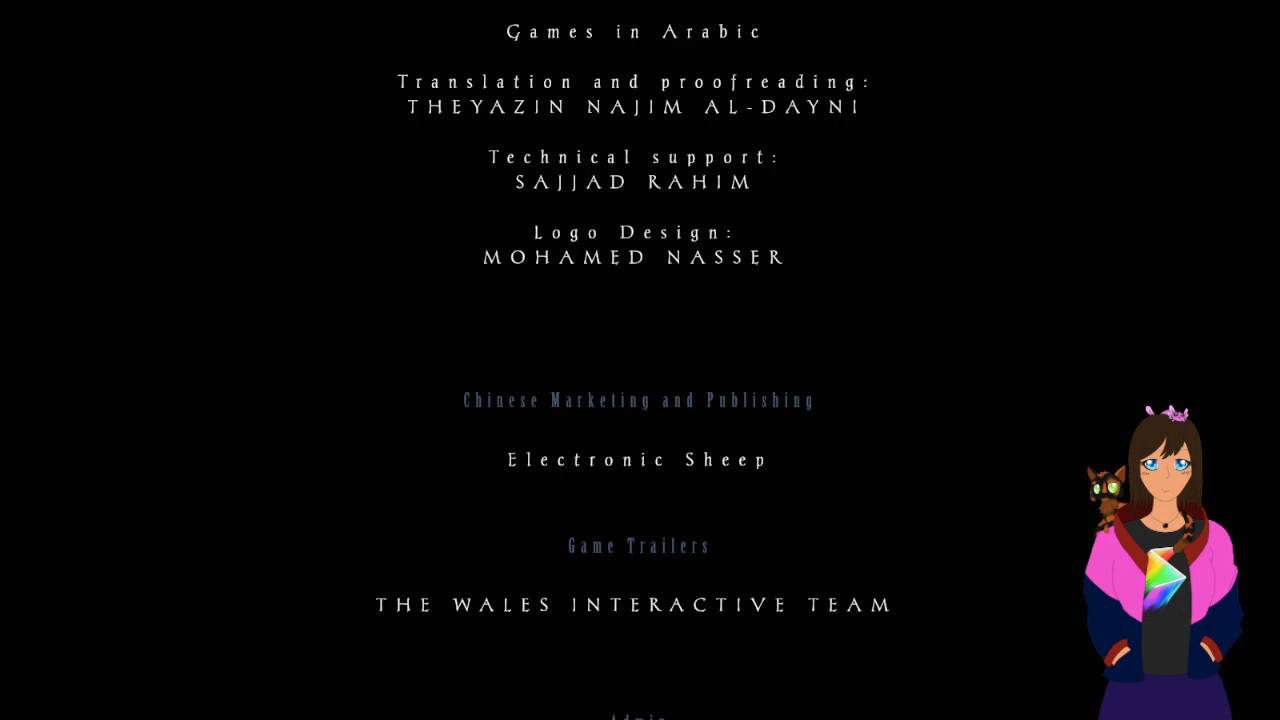 Games in Arabic
Translation and proofreading:
THEYAZIN NAJIM AL-DAYNI
Technical support:
SAJJAD RAHIM
Logo Design:
MOHAMED NASSER
Chinese Marketing and Publishing
Electronic Sheep
Game Trailers
THE WALES INTERACTIVE TEAM